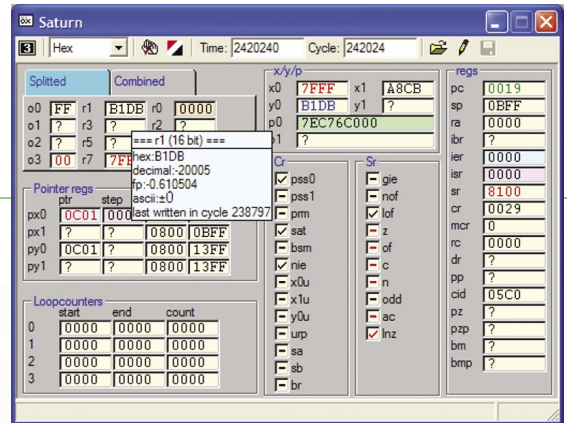 Saturn
3 Hex Time: 2420240 Cycle: 242024
Splitted Combined
o0 FF r1 B1DB r0 0000
o1 ? r3 ? r2 ?
o2 ? r5 ?
o3 00 r7 7FF
=== r1 (16 bit) ===
hex:B1DB
decimal:-20005
fp:-0.610504
ascii:±Û
last written in cycle 238797
x/y/p
x0 7FFF x1 A8CB
y0 B1DB y1 ?
p0 7EC76C000
p1 ?
Pointer regs
ptr step
px0 0C01 000
px1 ? ? 0800 0BFF
py0 0C01 ? 0800 13FF
py1 ? ? 0800 13FF
Loopcounters
start end count
0 0000 0000 0000
1 0000 0000 0000
2 0000 0000 0000
3 0000 0000 0000
Cr
pss0
pss1
prm
sat
bsm
nie
x0u
x1u
y0u
urp
sa
sb
br
Sr
gie
nof
lof
z
of
c
n
odd
ac
lnz
regs
pc 0019
sp 0BFF
ra 0000
ibr ?
ier 0000
isr 0000
sr 8100
cr 0029
mcr 0
rc 0000
dr ?
pp ?
cid 05C0
pz ?
pzp ?
bm ?
bmp ?